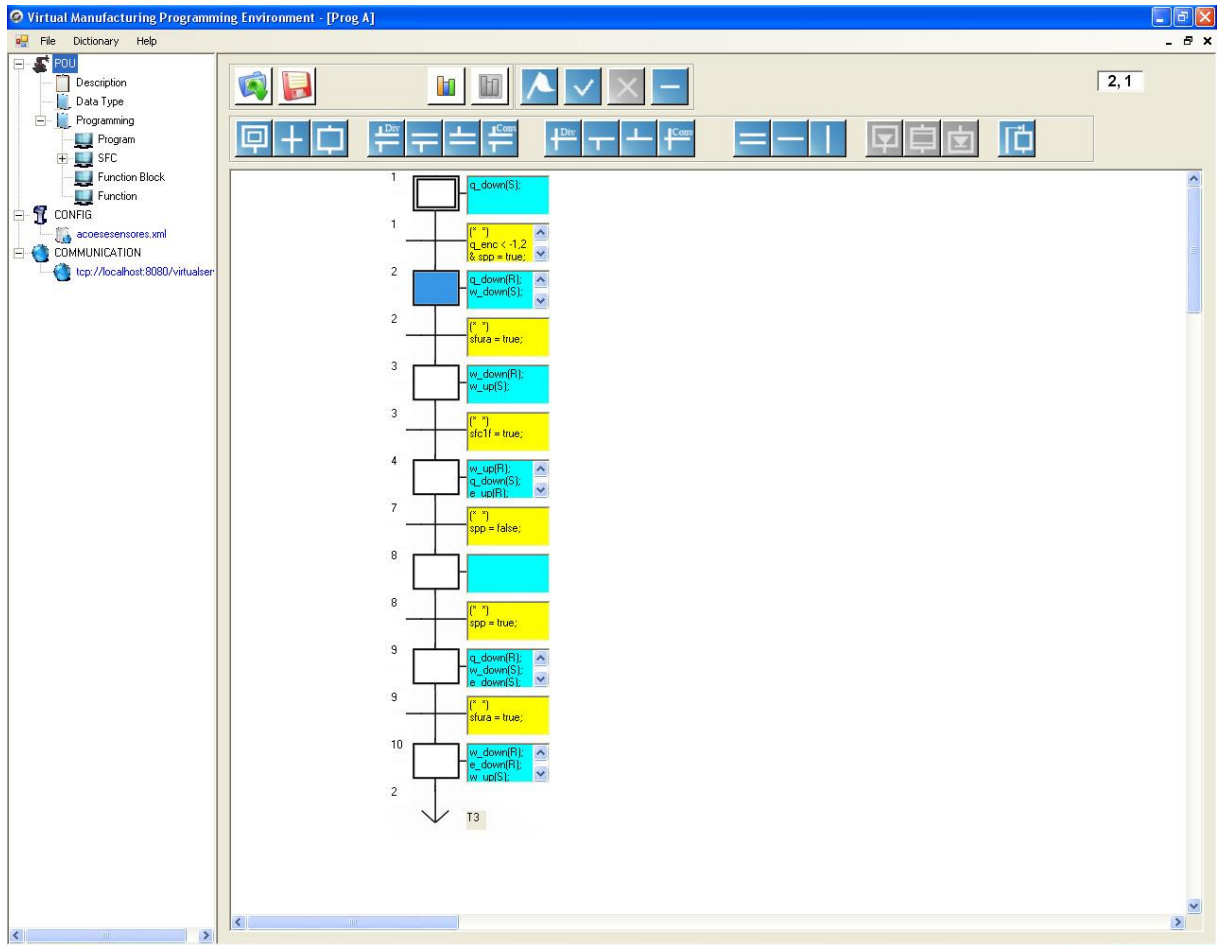 Virtual Manufacturing Programming Environment - [Prog A]
File Dictionary Help
POU
Description
Data Type
Programming
Program
SFC
Function Block
Function
CONFIG
acoesesensores.xml
COMMUNICATION
tcp://localhost:8080/virtualser
2, 1
Div
Conv
Div
Conv
1
q_down(S);
1
(* *)
q_enc < -1,2
& spp = true;
2
q_down(R);
w_down(S);
2
(* *)
sfura = true;
3
w_down(R);
w_up(S);
3
(* *)
sfc1f = true;
4
w_up(R);
q_down(S);
e_up(R);
7
(* *)
spp = false;
8
8
(* *)
spp = true;
9
q_down(R);
w_down(S);
e_down(S);
9
(* *)
sfura = true;
10
w_down(R);
e_down(R);
w_up(S);
2
T3